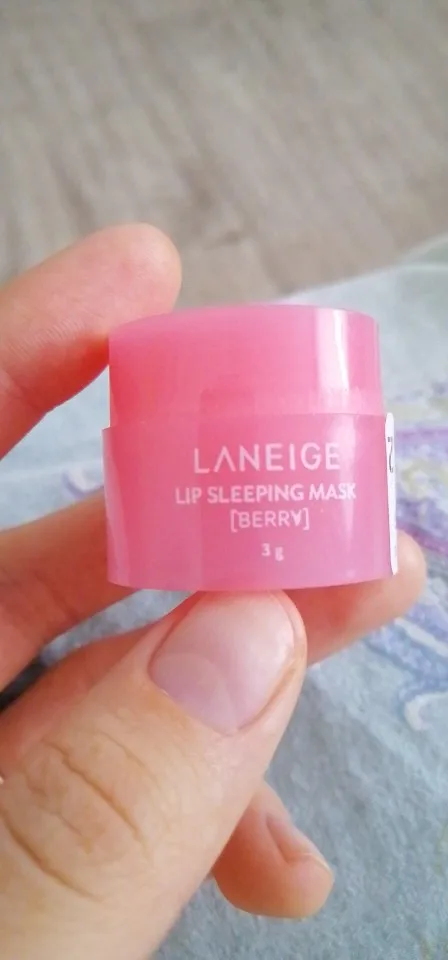 LANEIGE
LIP SLEEPING MASK
[BERRY]
3 g